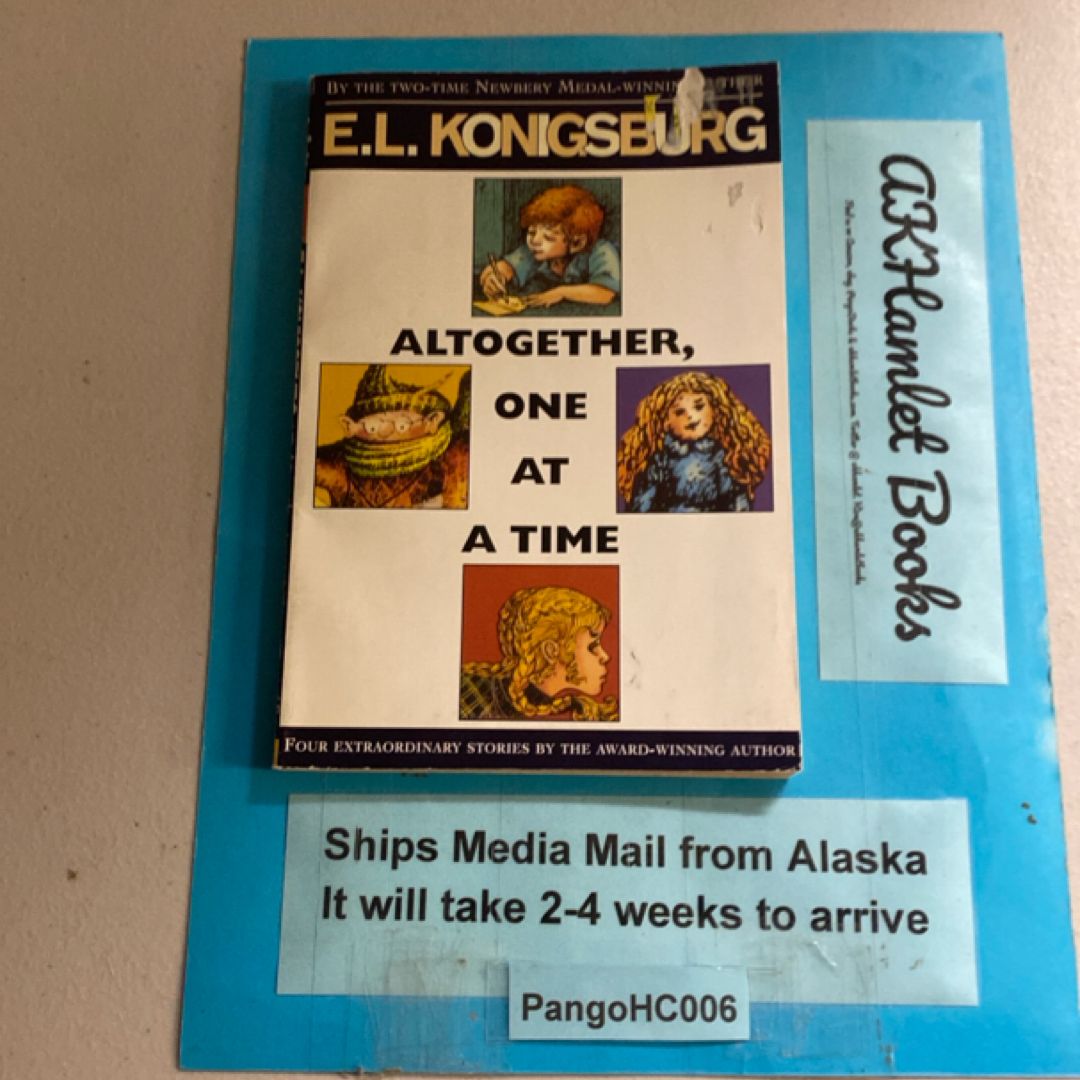 BY THE TWO-TIME NEWBERY MEDAL-WINNING
E.L. KONIGSBURG
ALTOGETHER,
ONE
AT
A TIME
FOUR EXTRAORDINARY STORIES BY THE AWARD-WINNING AUTHOR
AKHamlet Books
Ships Media Mail from Alaska
It will take 2-4 weeks to arrive
PangoHC006